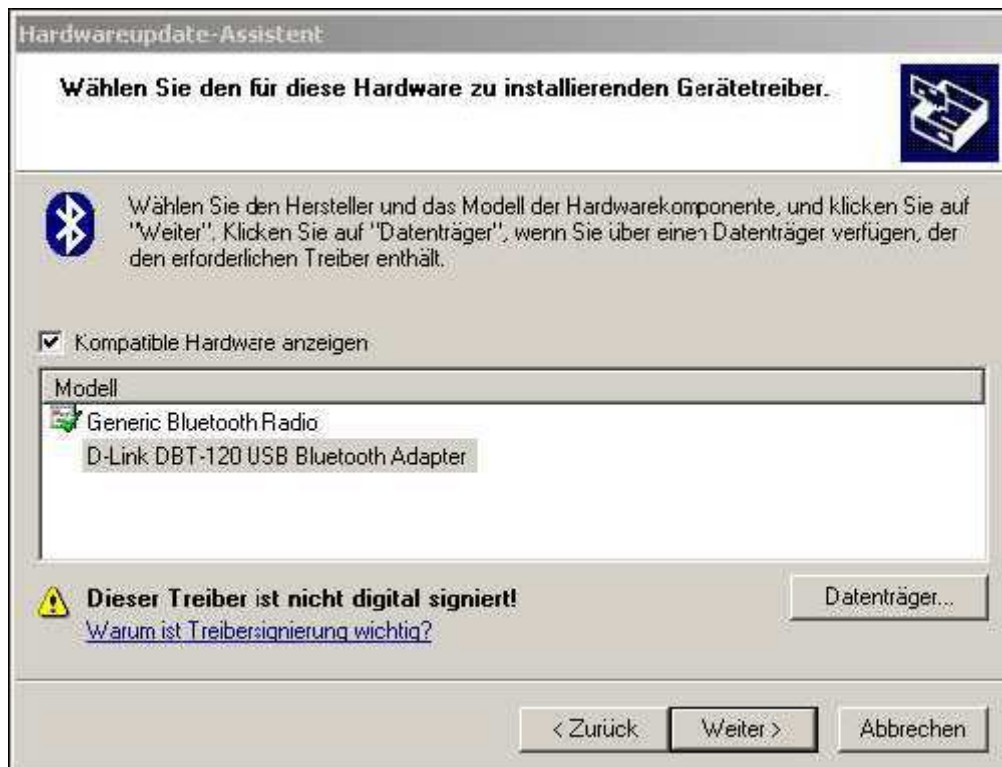 Hardwareupdate-Assistent
Wählen Sie den für diese Hardware zu installierenden Gerätetreiber.
Wählen Sie den Hersteller und das Modell der Hardwarekomponente, und klicken Sie auf
"Weiter". Klicken Sie auf "Datenträger", wenn Sie über einen Datenträger verfügen, der
den erforderlichen Treiber enthält.
Kompatible Hardware anzeigen
Modell
Generic Bluetooth Radio
D-Link DBT-120 USB Bluetooth Adapter
Dieser Treiber ist nicht digital signiert!
Datenträger...
Warum ist Treibersignierung wichtig?
< Zurück Weiter > Abbrechen